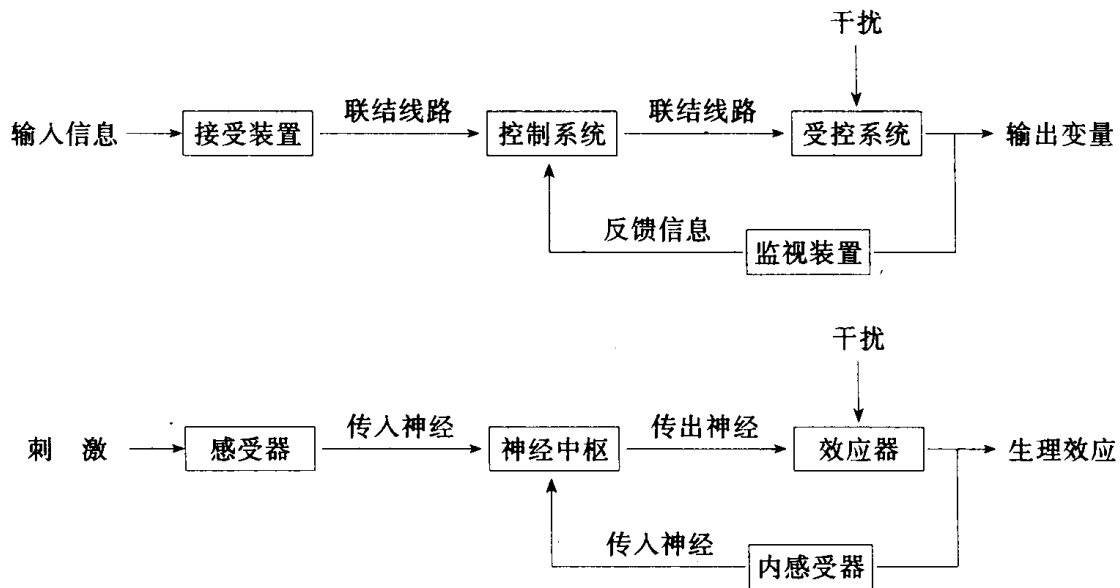 干扰
输入信息 接受装置 联结线路 控制系统 联结线路 受控系统 输出变量
反馈信息 监视装置
干扰
刺 激 感受器 传入神经 神经中枢 传出神经 效应器 生理效应
传入神经 内感受器